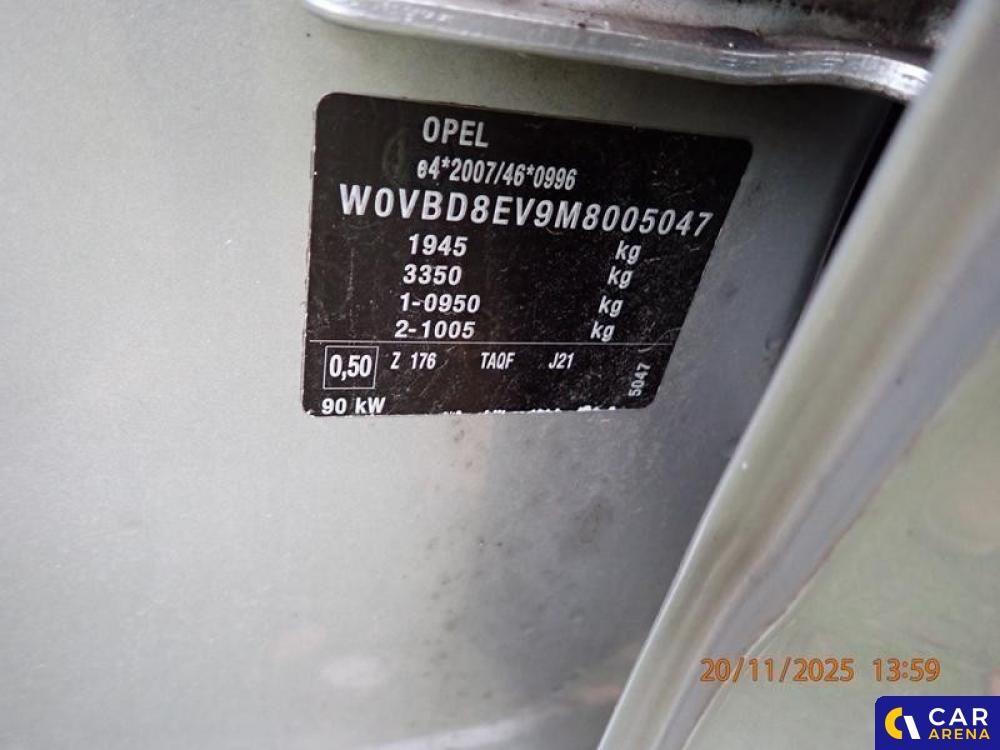 OPEL
e4*2007/46*0996
W0VBD8EV9M8005047
1945 kg
3350 kg
1-0950 kg
2-1005 kg
0,50 Z 176 TAQF J21
5047
90 kW
20/11/2025 13:59
CAR
ARENA